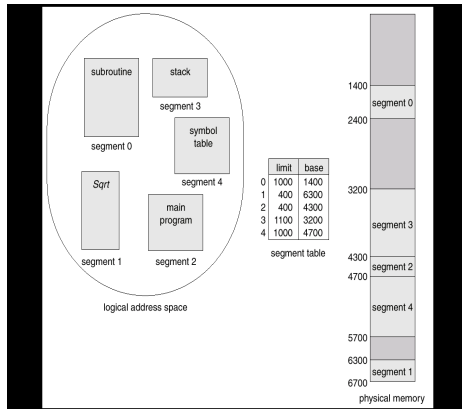 subroutine
segment 0
stack
segment 3
symbol
table
segment 4
Sqrt
segment 1
main
program
segment 2
logical address space
limit base
0 1000 1400
1 400 6300
2 400 4300
3 1100 3200
4 1000 4700
segment table
1400
segment 0
2400
3200
segment 3
4300
segment 2
4700
segment 4
5700
6300
segment 1
6700
physical memory